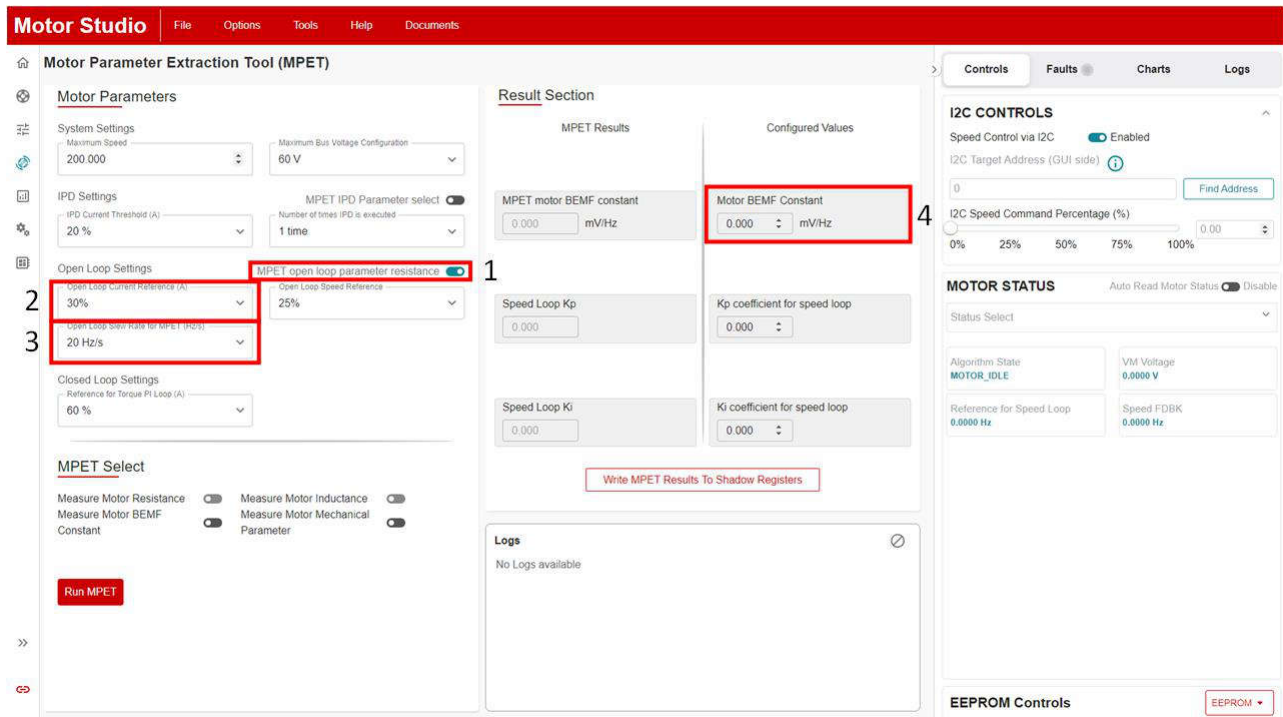 Motor Studio
File
Options
Tools
Help
Documents
Motor Parameter Extraction Tool (MPET)
Motor Parameters
System Settings
Maximum Speed
200.000
Maximum Bus Voltage Configuration
60 V
IPD Settings
MPET IPD Parameter select
IPD Current Threshold (A)
20 %
Number of times IPD is executed
1 time
Open Loop Settings
MPET open loop parameter resistance
1
2
Open Loop Current Reference (A)
30%
Open Loop Speed Reference
25%
3
Open Loop Slew Rate for MPET (Hz/s)
20 Hz/s
Closed Loop Settings
Reference for Torque PI Loop (A)
60 %
MPET Select
Measure Motor Resistance
Measure Motor Inductance
Measure Motor BEMF
Constant
Measure Motor Mechanical
Parameter
Run MPET
Result Section
MPET Results
Configured Values
MPET motor BEMF constant
0.000 mV/Hz
Motor BEMF Constant
0.000 mV/Hz
4
Speed Loop Kp
0.000
Kp coefficient for speed loop
0.000
Speed Loop Ki
0.000
Ki coefficient for speed loop
0.000
Write MPET Results To Shadow Registers
Logs
No Logs available
Controls
Faults
Charts
Logs
I2C CONTROLS
Speed Control via I2C
Enabled
I2C Target Address (GUI side)
0
Find Address
I2C Speed Command Percentage (%)
0.00
0% 25% 50% 75% 100%
MOTOR STATUS
Auto Read Motor Status Disable
Status Select
Algorithm State
MOTOR_IDLE
VM Voltage
0.0000 V
Reference for Speed Loop
0.0000 Hz
Speed FDBK
0.0000 Hz
EEPROM Controls
EEPROM